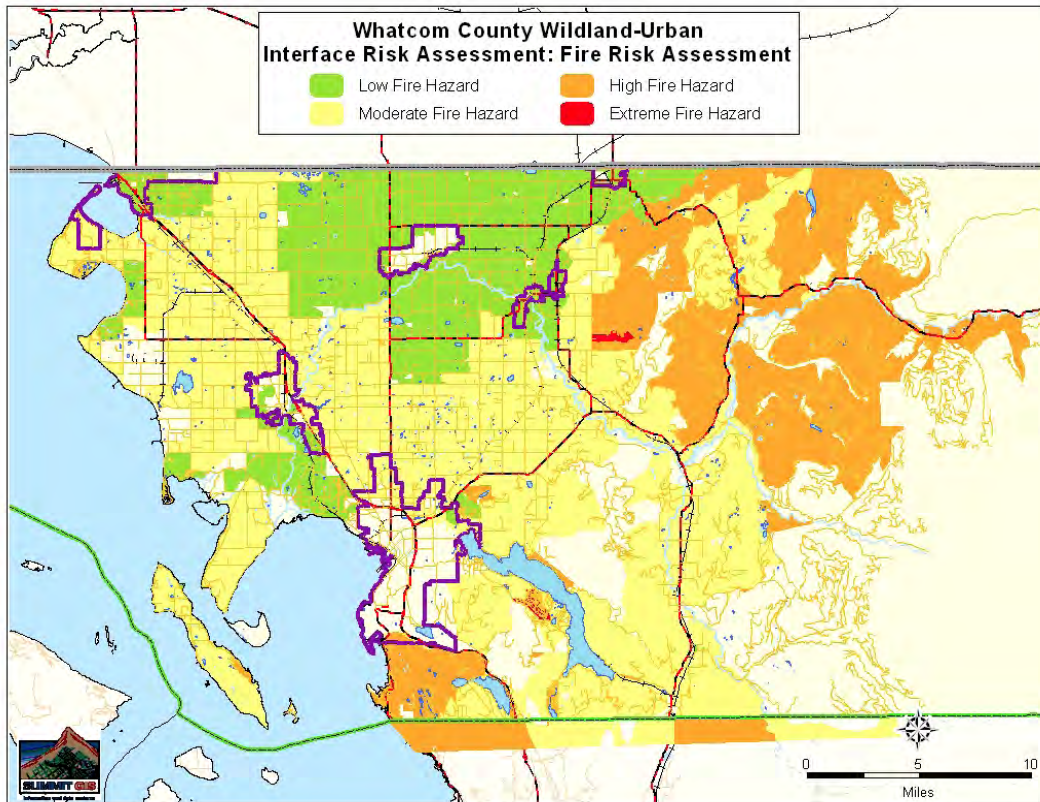 Whatcom County Wildland-Urban
Interface Risk Assessment: Fire Risk Assessment
Low Fire Hazard
High Fire Hazard
Moderate Fire Hazard
Extreme Fire Hazard
SUMMIT GIS
0 5 10
Miles